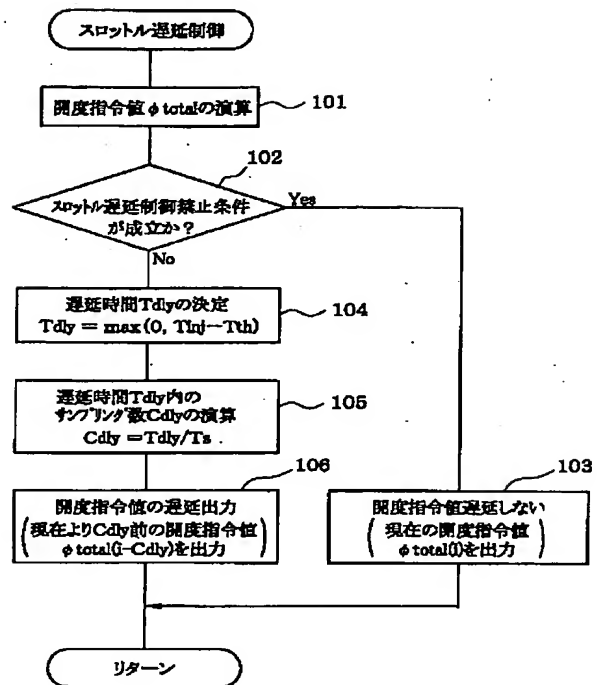 スロットル遅延制御
開度指令値φtotalの演算
101
102
スロットル遅延制御禁止条件
が成立か？
Yes
No
遅延時間Tdlyの決定
Tdly = max(0, Tinj−Tth)
104
遅延時間Tdly内の
サンプリング数Cdlyの演算
Cdly =Tdly/Ts
105
106
開度指令値の遅延出力
(現在よりCdly前の開度指令値
φtotal(i−Cdly)を出力)
103
開度指令値遅延しない
(現在の開度指令値
φtotal(i)を出力)
リターン